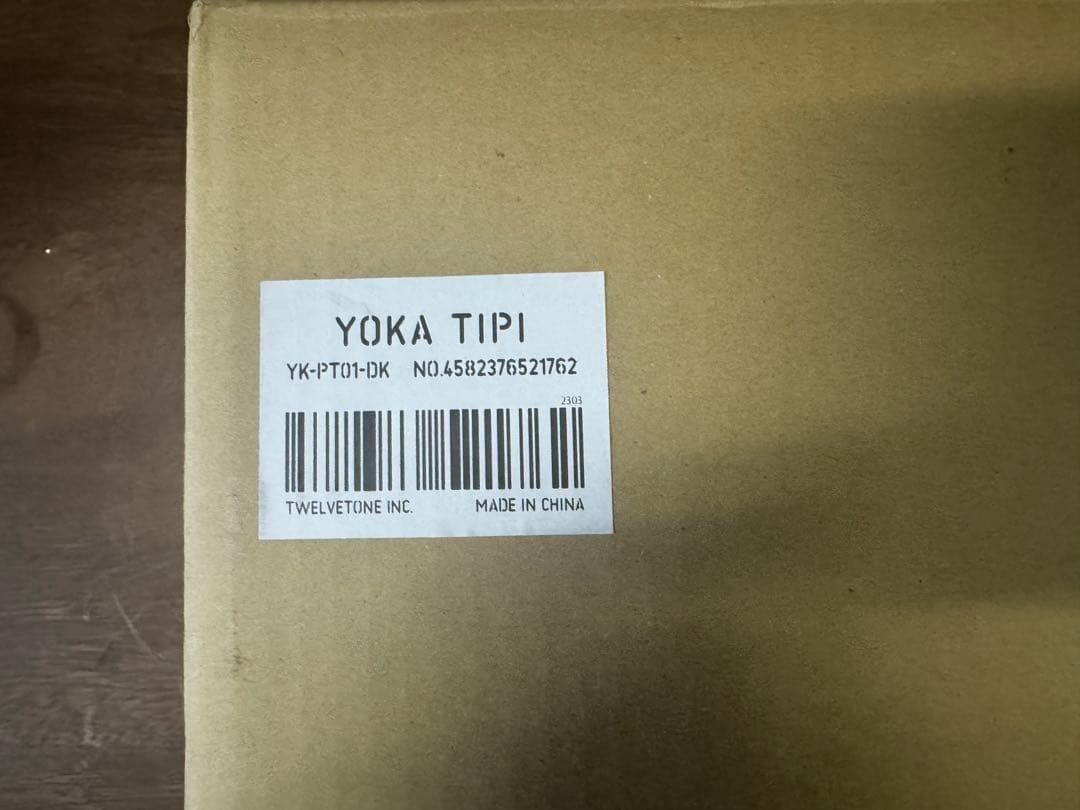 YOKA TIPI
YK-PT01-DK NO.4582376521762
2303
TWELVETONE INC. MADE IN CHINA